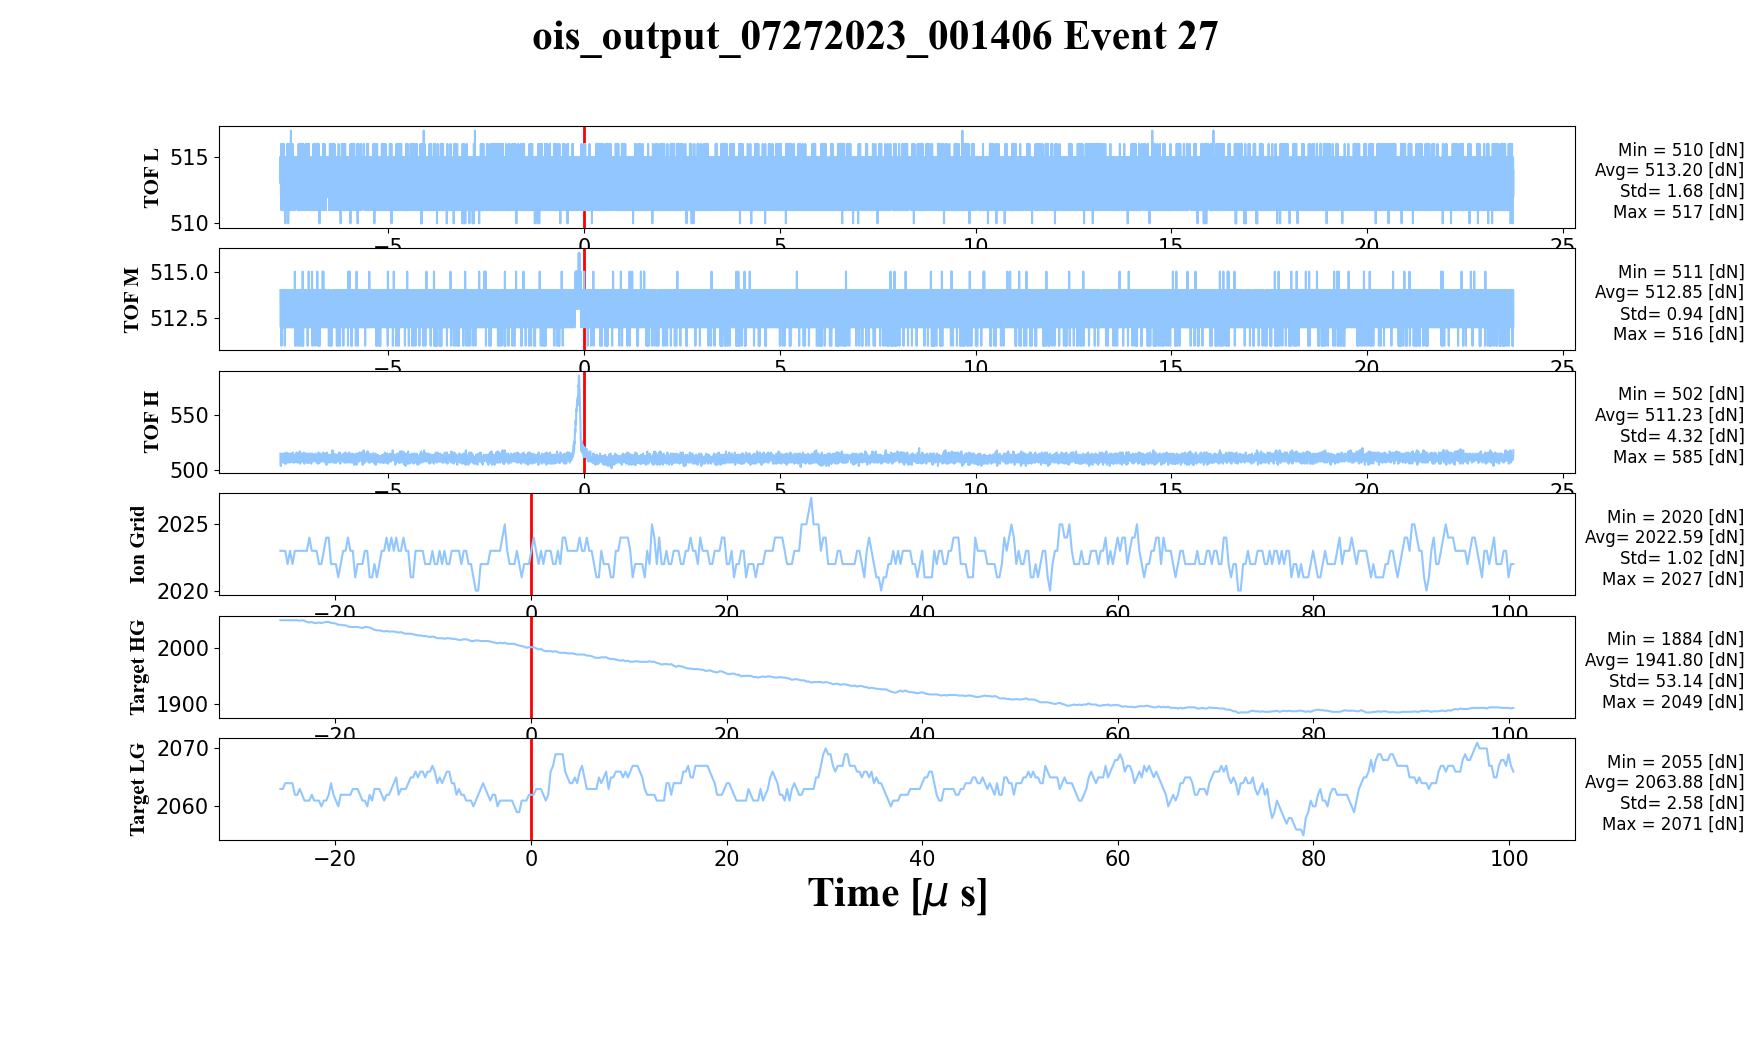 ois_output_07272023_001406 Event 27
TOF L
515
510
−5
0
5
10
15
20
25
Min = 510 [dN]
Avg= 513.20 [dN]
Std= 1.68 [dN]
Max = 517 [dN]
TOF M
515.0
512.5
−5
0
5
10
15
20
25
Min = 511 [dN]
Avg= 512.85 [dN]
Std= 0.94 [dN]
Max = 516 [dN]
TOF H
550
500
−5
0
5
10
15
20
25
Min = 502 [dN]
Avg= 511.23 [dN]
Std= 4.32 [dN]
Max = 585 [dN]
Ion Grid
2025
2020
−20
0
20
40
60
80
100
Min = 2020 [dN]
Avg= 2022.59 [dN]
Std= 1.02 [dN]
Max = 2027 [dN]
Target HG
2000
1900
−20
0
20
40
60
80
100
Min = 1884 [dN]
Avg= 1941.80 [dN]
Std= 53.14 [dN]
Max = 2049 [dN]
Target LG
2070
2060
−20
0
20
40
60
80
100
Min = 2055 [dN]
Avg= 2063.88 [dN]
Std= 2.58 [dN]
Max = 2071 [dN]
Time [μ s]